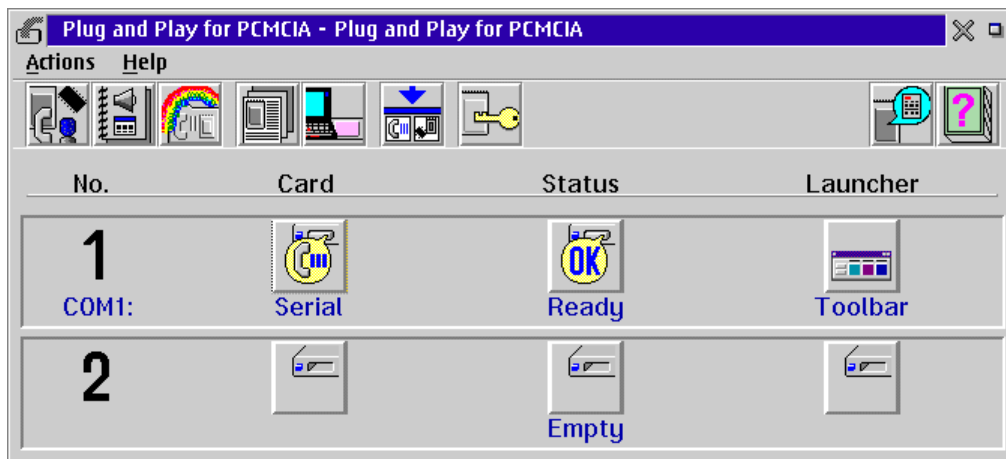 Plug and Play for PCMCIA - Plug and Play for PCMCIA
Actions Help
?
No. Card Status Launcher
1 OK
COM1: Serial Ready Toolbar
2
Empty